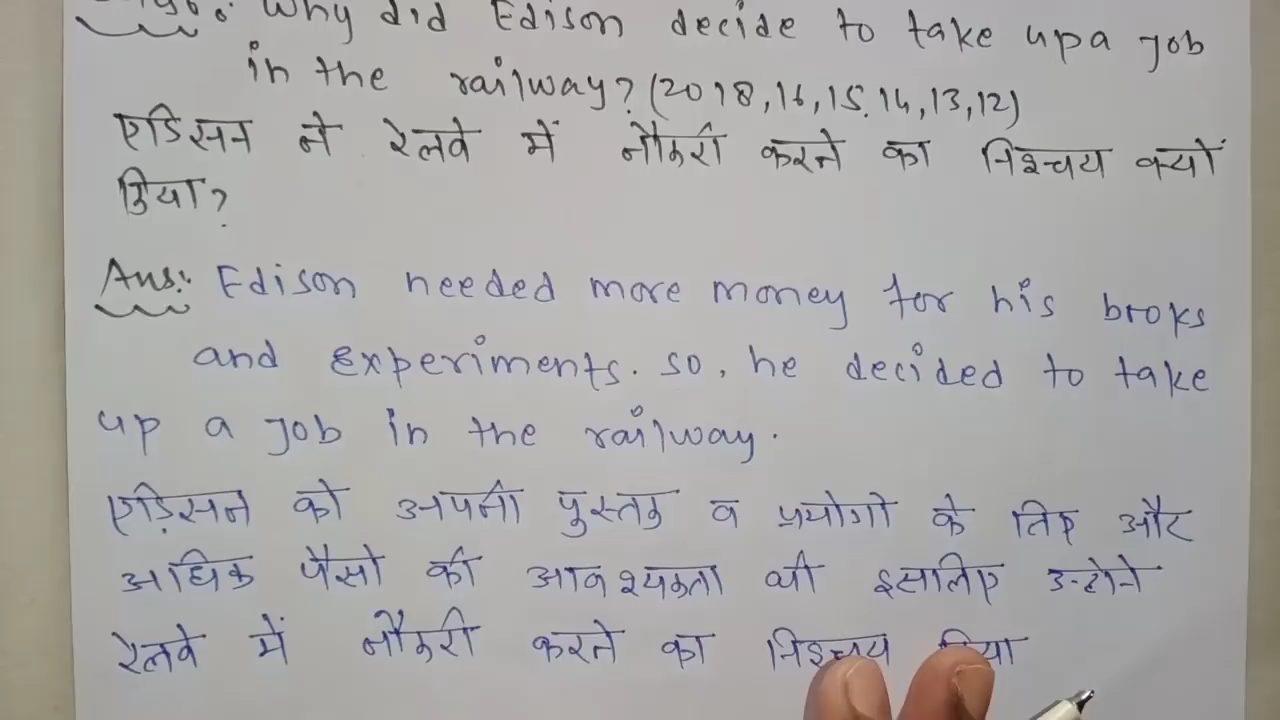 Why did Edison decide to take up a job
in the railway? (2018,16,15.14,13,12)
एडिसन ने रेलवे में नौकरी करने का निश्चय क्यों
किया?
Ans: Edison needed more money for his books
and experiments. so, he decided to take
up a job in the railway.
एड़िसन को अपनी पुस्तक व प्रयोगो के लिए और
अधिक पैसो की आवश्यकता थी इसलिए उन्होने
रेलवे में नौकरी करने का निश्चय किया